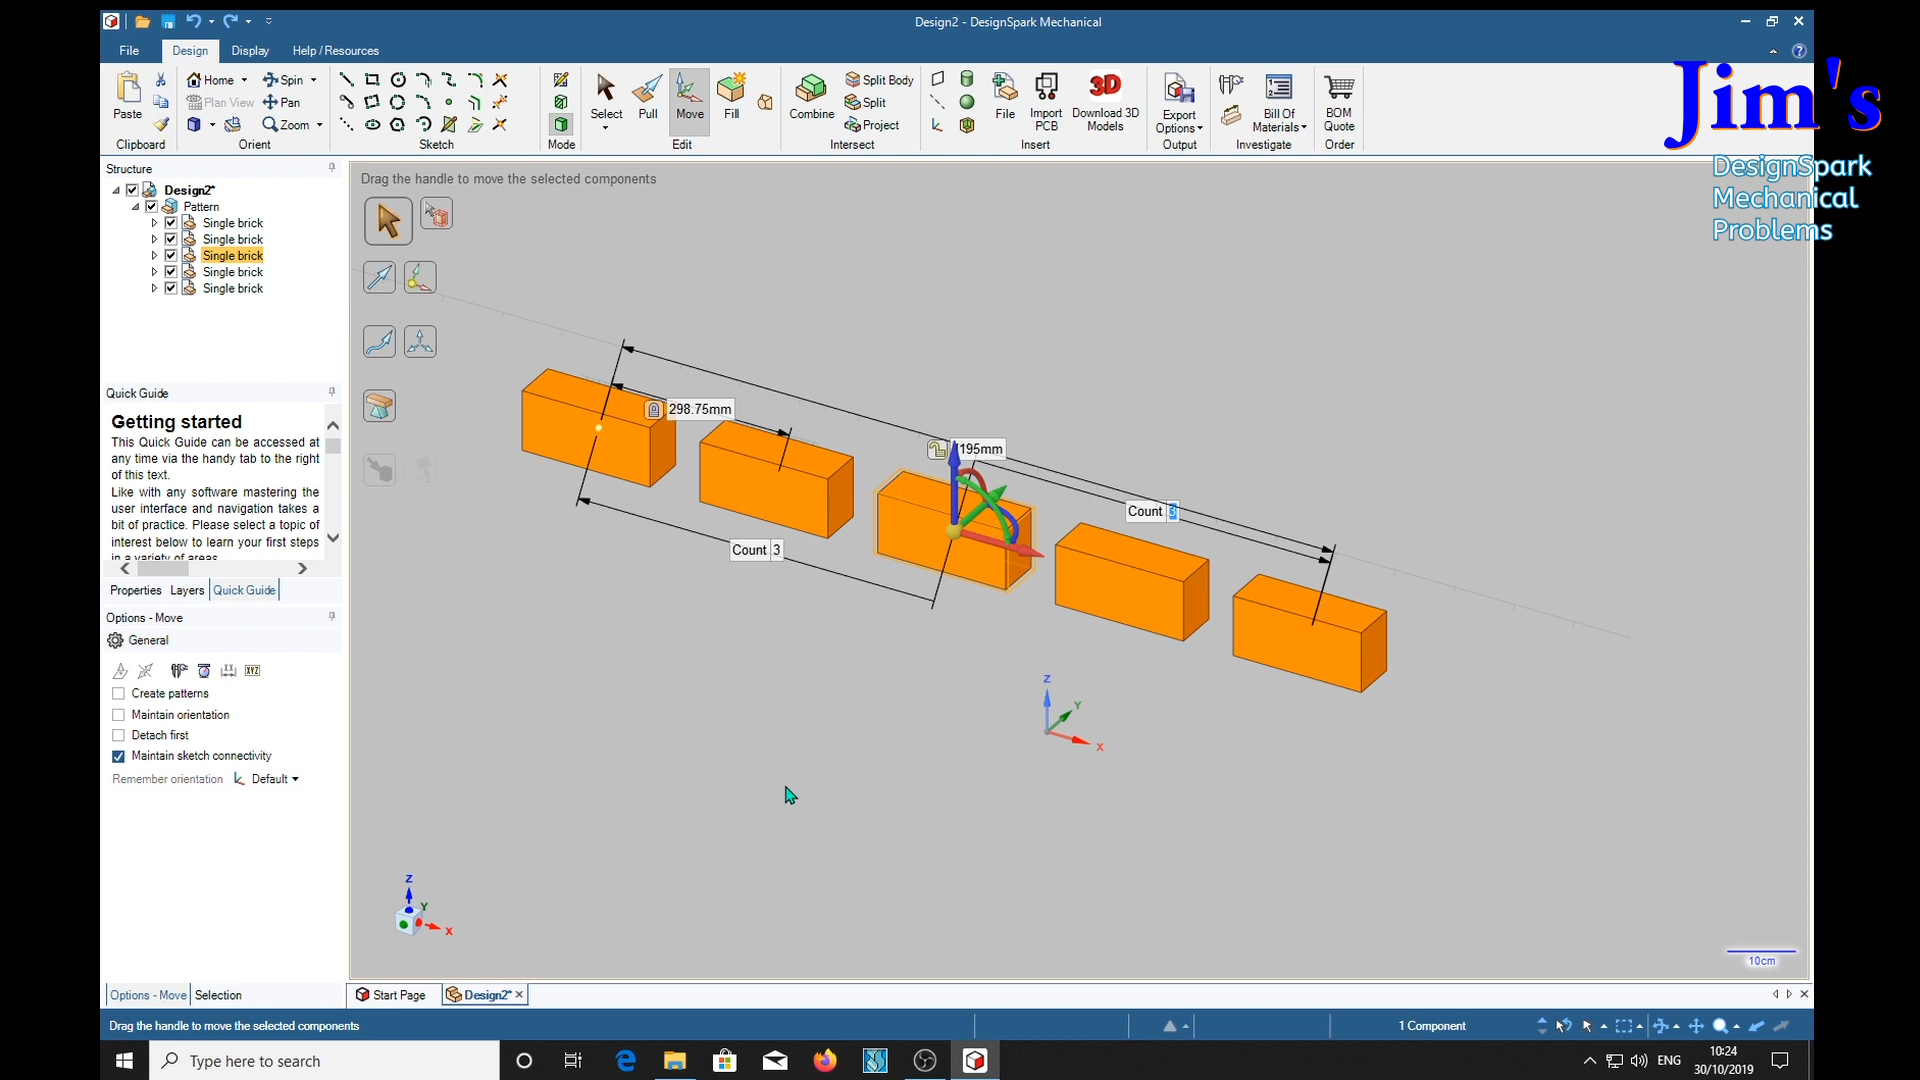 Design2 - DesignSpark Mechanical
File Design Display Help / Resources
Paste
Clipboard
Home Spin
Plan View Pan
Zoom
Orient
Sketch
Mode
Select Pull Move Fill
Edit
Combine
Split Body
Split
Project
Intersect
File
Import
PCB
Download 3D
Models
3D
Insert
Export
Options
Output
Bill Of
Materials
Investigate
BOM
Quote
Order
Jim's
DesignSpark
Mechanical
Problems
Structure
Design2*
Pattern
Single brick
Single brick
Single brick
Single brick
Single brick
Quick Guide
Getting started
This Quick Guide can be accessed at
any time via the handy tab to the right
of this text.
Like with any software mastering the
user interface and navigation takes a
bit of practice. Please select a topic of
interest below to learn your first steps
in a variety of areas.
Properties Layers Quick Guide
Options - Move
General
XYZ
Create patterns
Maintain orientation
Detach first
Maintain sketch connectivity
Remember orientation Default
Options - Move Selection
Drag the handle to move the selected components
298.75mm
195mm
Count 3
Count 3
Z
Y
X
Z
Y
X
10cm
Start Page Design2*
Drag the handle to move the selected components
1 Component
Type here to search
ENG
10:24
30/10/2019